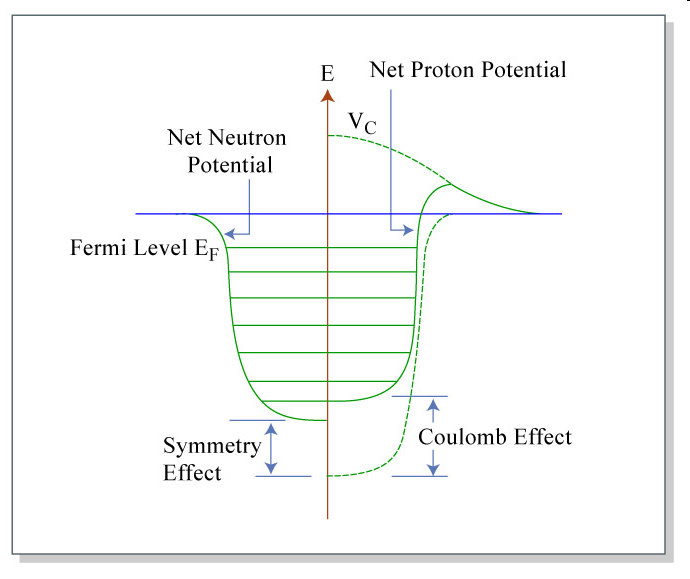 E
Net Proton Potential
V_C
Net Neutron
Potential
Fermi Level E_F
Symmetry
Effect
Coulomb Effect